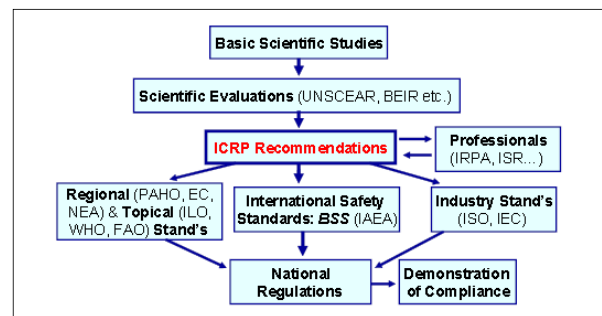 Basic Scientific Studies
Scientific Evaluations (UNSCEAR, BEIR etc.)
ICRP Recommendations
Professionals
(IRPA, ISR...)
Regional (PAHO, EC,
NEA) & Topical (ILO,
WHO, FAO) Stand's
International Safety
Standards: BSS (IAEA)
Industry Stand's
(ISO, IEC)
National
Regulations
Demonstration
of Compliance